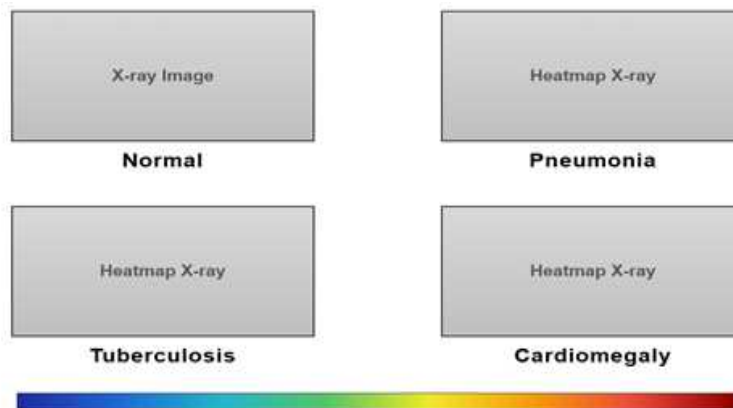 X-ray Image
Heatmap X-ray
Normal
Pneumonia
Heatmap X-ray
Heatmap X-ray
Tuberculosis
Cardiomegaly